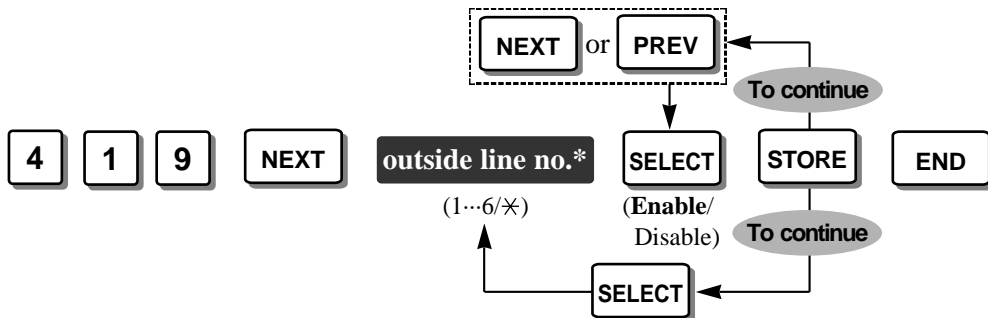 NEXT or PREV
To continue
4 1 9 NEXT outside line no.* SELECT STORE END
(1···6/✳) (Enable/
Disable)
To continue
SELECT